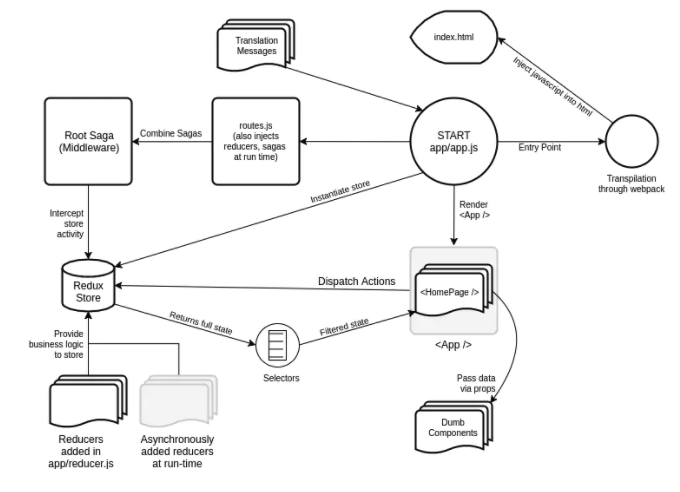 Translation
Messages
index.html
Inject javascript into html
Root Saga
(Middleware)
Combine Sagas
routes.js
(also injects
reducers, sagas
at run time)
START
app/app.js
Entry Point
Transpilation
through webpack
Instantiate store
Render
<App />
Intercept
store
activity
Redux
Store
Dispatch Actions
<HomePage />
<App />
Returns full state
Filtered state
Selectors
Provide
business logic
to store
Pass data
via props
Dumb
Components
Reducers
added in
app/reducer.js
Asynchronously
added reducers
at run-time